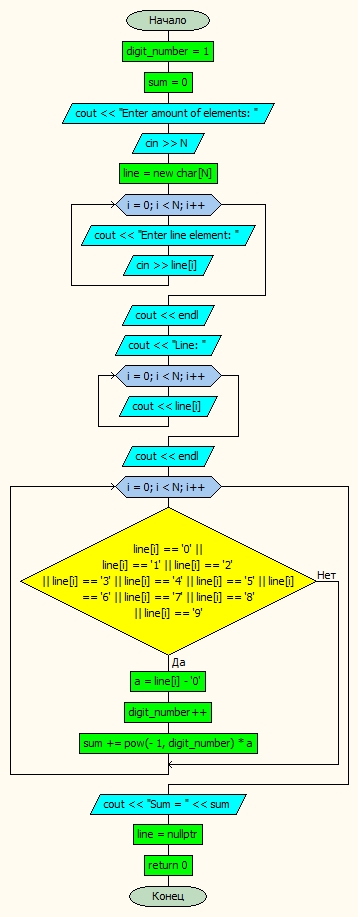 Начало
digit_number = 1
sum = 0
cout << "Enter amount of elements: "
cin >> N
line = new char[N]
i = 0; i < N; i++
cout << "Enter line element: "
cin >> line[i]
cout << endl
cout << "Line: "
i = 0; i < N; i++
cout << line[i]
cout << endl
i = 0; i < N; i++
line[i] == '0' ||
line[i] == '1' || line[i] == '2'
|| line[i] == '3' || line[i] == '4' || line[i] == '5' || line[i]
== '6' || line[i] == '7' || line[i] == '8'
|| line[i] == '9'
Нет
Да
a = line[i] - '0'
digit_number++
sum += pow(- 1, digit_number) * a
cout << "Sum = " << sum
line = nullptr
return 0
Конец